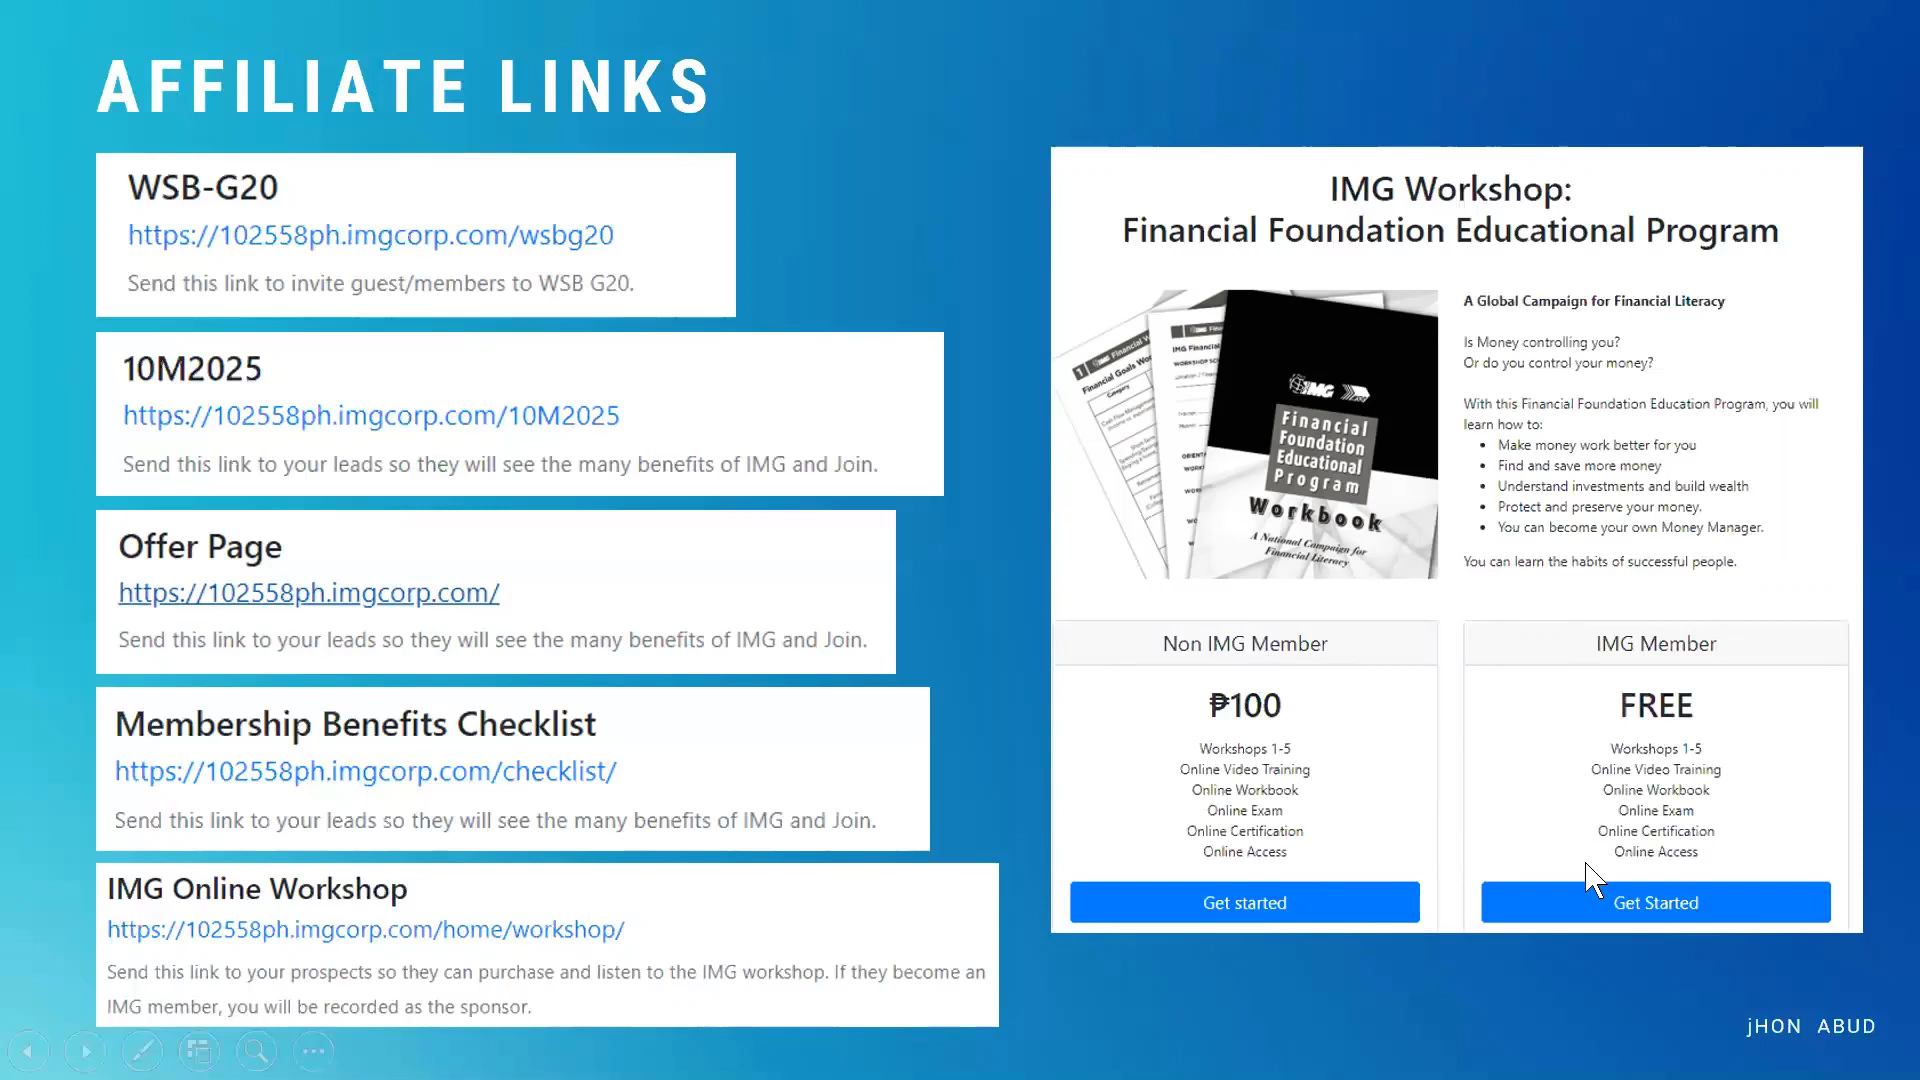 AFFILIATE LINKS
WSB-G20
https://102558ph.imgcorp.com/wsbg20
Send this link to invite guest/members to WSB G20.
10M2025
https://102558ph.imgcorp.com/10M2025
Send this link to your leads so they will see the many benefits of IMG and Join.
Offer Page
https://102558ph.imgcorp.com/
Send this link to your leads so they will see the many benefits of IMG and Join.
Membership Benefits Checklist
https://102558ph.imgcorp.com/checklist/
Send this link to your leads so they will see the many benefits of IMG and Join.
IMG Online Workshop
https://102558ph.imgcorp.com/home/workshop/
Send this link to your prospects so they can purchase and listen to the IMG workshop. If they become an
IMG member, you will be recorded as the sponsor.
IMG Workshop:
Financial Foundation Educational Program
1
Financial Goals
Category
IMG
Financial
Foundation
Educational
Program
Workbook
A National Campaign for
Financial Literacy
A Global Campaign for Financial Literacy
Is Money controlling you?
Or do you control your money?
With this Financial Foundation Education Program, you will
learn how to:
• Make money work better for you
• Find and save more money
• Understand investments and build wealth
• Protect and preserve your money.
• You can become your own Money Manager.
You can learn the habits of successful people.
Non IMG Member
₱100
Workshops 1-5
Online Video Training
Online Workbook
Online Exam
Online Certification
Online Access
Get started
IMG Member
FREE
Workshops 1-5
Online Video Training
Online Workbook
Online Exam
Online Certification
Online Access
Get Started
jHON ABUD